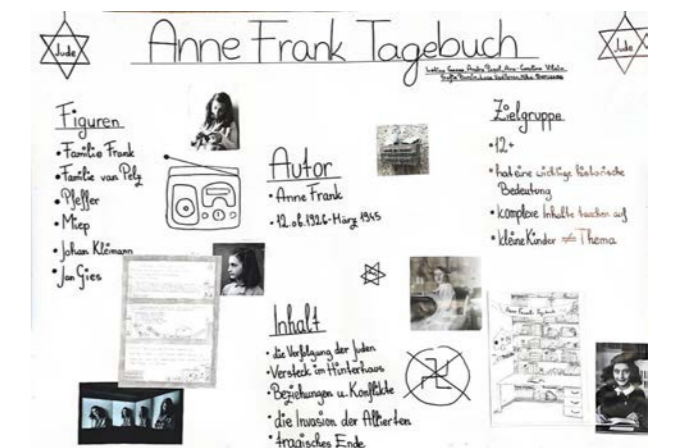 Jude
Anne Frank Tagebuch
Jude
Figuren
• Familie Frank
• Familie van Pelz
• Pfeffer
• Miep
• Johan Kleimann
• Jan Gies
Autor
• Anne Frank
• 12.06.1926-März 1945
Zielgruppe
• 12+
• hat eine wichtige historische
Bedeutung
• komplexe Inhalte tauchen auf
• kleine Kinder ≠ Thema
Inhalt
• die Verfolgung der Juden
• Versteck im Hinterhaus
• Beziehungen u. Konflikte
• die Invasion der Alliierten
• tragisches Ende